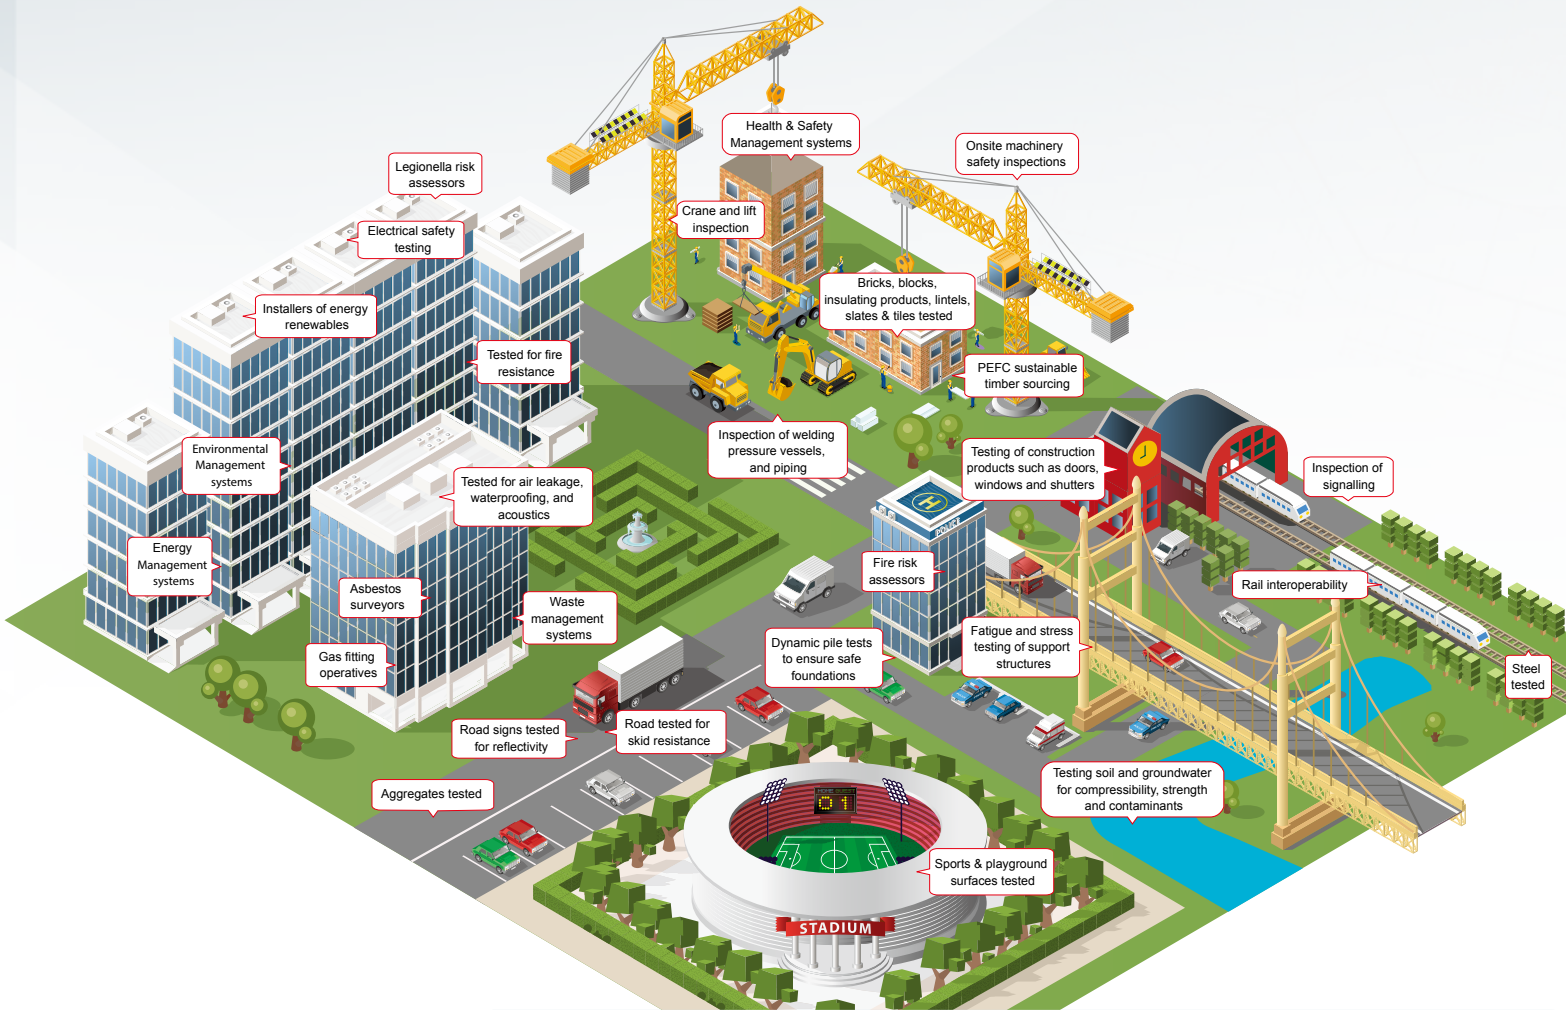 Health & Safety
Management systems
Onsite machinery
safety inspections
Legionella risk
assessors
Crane and lift
inspection
Electrical safety
testing
Bricks, blocks,
insulating products, lintels,
slates & tiles tested
Installers of energy
renewables
Tested for fire
resistance
PEFC sustainable
timber sourcing
Inspection of welding
pressure vessels,
and piping
Environmental
Management
systems
Testing of construction
products such as doors,
windows and shutters
Inspection of
signalling
Tested for air leakage,
waterproofing, and
acoustics
H
POLICE
Energy
Management
systems
Fire risk
assessors
Rail interoperability
Asbestos
surveyors
Waste
management
systems
Dynamic pile tests
to ensure safe
foundations
Fatigue and stress
testing of support
structures
Gas fitting
operatives
Steel
tested
Road signs tested
for reflectivity
Road tested for
skid resistance
Aggregates tested
Testing soil and groundwater
for compressibility, strength
and contaminants
HOME GUEST
0 1
Sports & playground
surfaces tested
STADIUM